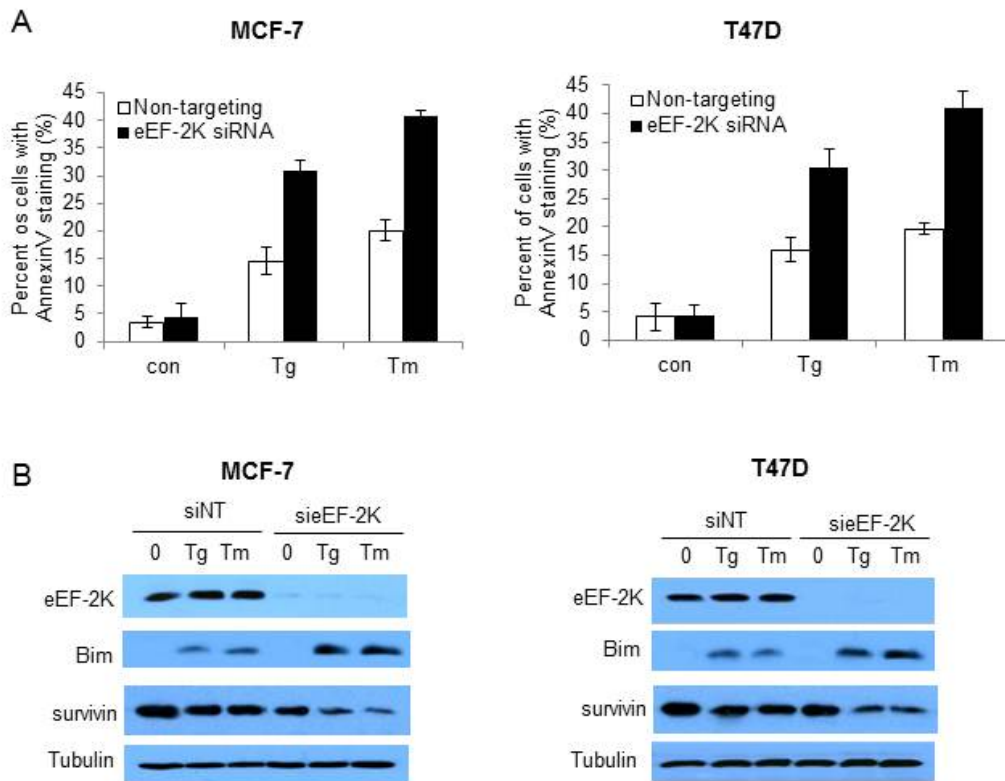 A
MCF-7
Percent os cells with
AnnexinV staining (%)
45
40
35
30
25
20
15
10
5
0
Non-targeting
eEF-2K siRNA
con Tg Tm
T47D
Percent of cells with
AnnexinV staining (%)
45
40
35
30
25
20
15
10
5
0
Non-targeting
eEF-2K siRNA
con Tg Tm
B
MCF-7
siNT sieEF-2K
0 Tg Tm 0 Tg Tm
eEF-2K
Bim
survivin
Tubulin
T47D
siNT sieEF-2K
0 Tg Tm 0 Tg Tm
eEF-2K
Bim
survivin
Tubulin